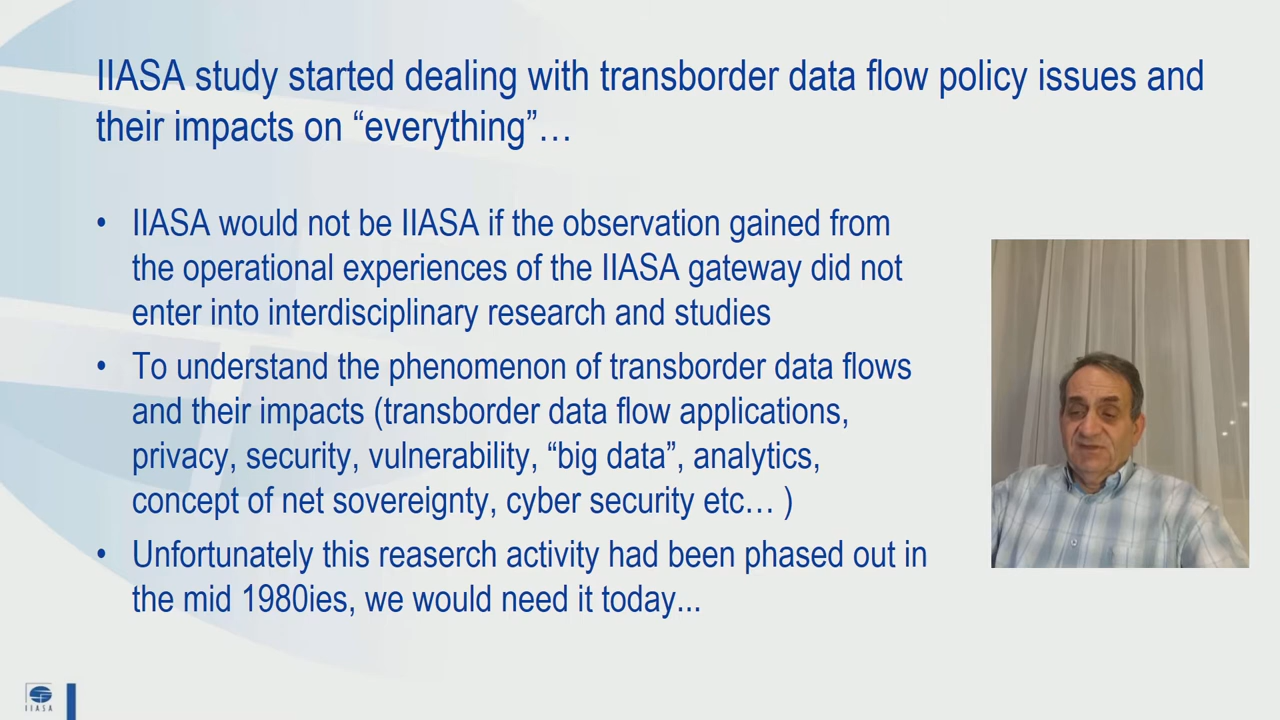 IIASA study started dealing with transborder data flow policy issues and
their impacts on “everything”…
• IIASA would not be IIASA if the observation gained from
the operational experiences of the IIASA gateway did not
enter into interdisciplinary research and studies
• To understand the phenomenon of transborder data flows
and their impacts (transborder data flow applications,
privacy, security, vulnerability, “big data”, analytics,
concept of net sovereignty, cyber security etc… )
• Unfortunately this reaserch activity had been phased out in
the mid 1980ies, we would need it today...
IIASA